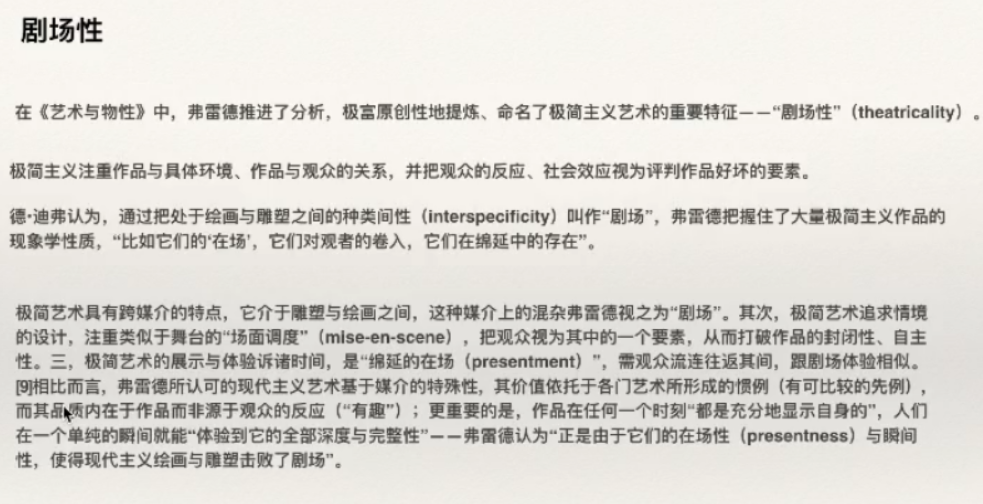 剧场性
在《艺术与物性》中，弗雷德推进了分析，极富原创性地提炼、命名了极简主义艺术的重要特征——“剧场性”（theatricality）。
极简主义注重作品与具体环境、作品与观众的关系，并把观众的反应、社会效应视为评判作品好坏的要素。
德·迪弗认为，通过把处于绘画与雕塑之间的种类间性（interspecificity）叫作“剧场”，弗雷德把握住了大量极简主义作品的
现象学性质，“比如它们的‘在场’，它们对观者的卷入，它们在绵延中的存在”。
极简艺术具有跨媒介的特点，它介于雕塑与绘画之间，这种媒介上的混杂弗雷德视之为“剧场”。其次，极简艺术追求情境
的设计，注重类似于舞台的“场面调度”（mise-en-scene），把观众视为其中的一个要素，从而打破作品的封闭性、自主
性。三，极简艺术的展示与体验诉诸时间，是“绵延的在场（presentment）”，需观众流连往返其间，跟剧场体验相似。
[9]相比而言，弗雷德所认可的现代主义艺术基于媒介的特殊性，其价值依托于各门艺术所形成的惯例（有可比较的先例），
而其品质内在于作品而非源于观众的反应（“有趣”）；更重要的是，作品在任何一个时刻“都是充分地显示自身的”，人们
在一个单纯的瞬间就能“体验到它的全部深度与完整性”——弗雷德认为“正是由于它们的在场性（presentness）与瞬间
性，使得现代主义绘画与雕塑击败了剧场”。